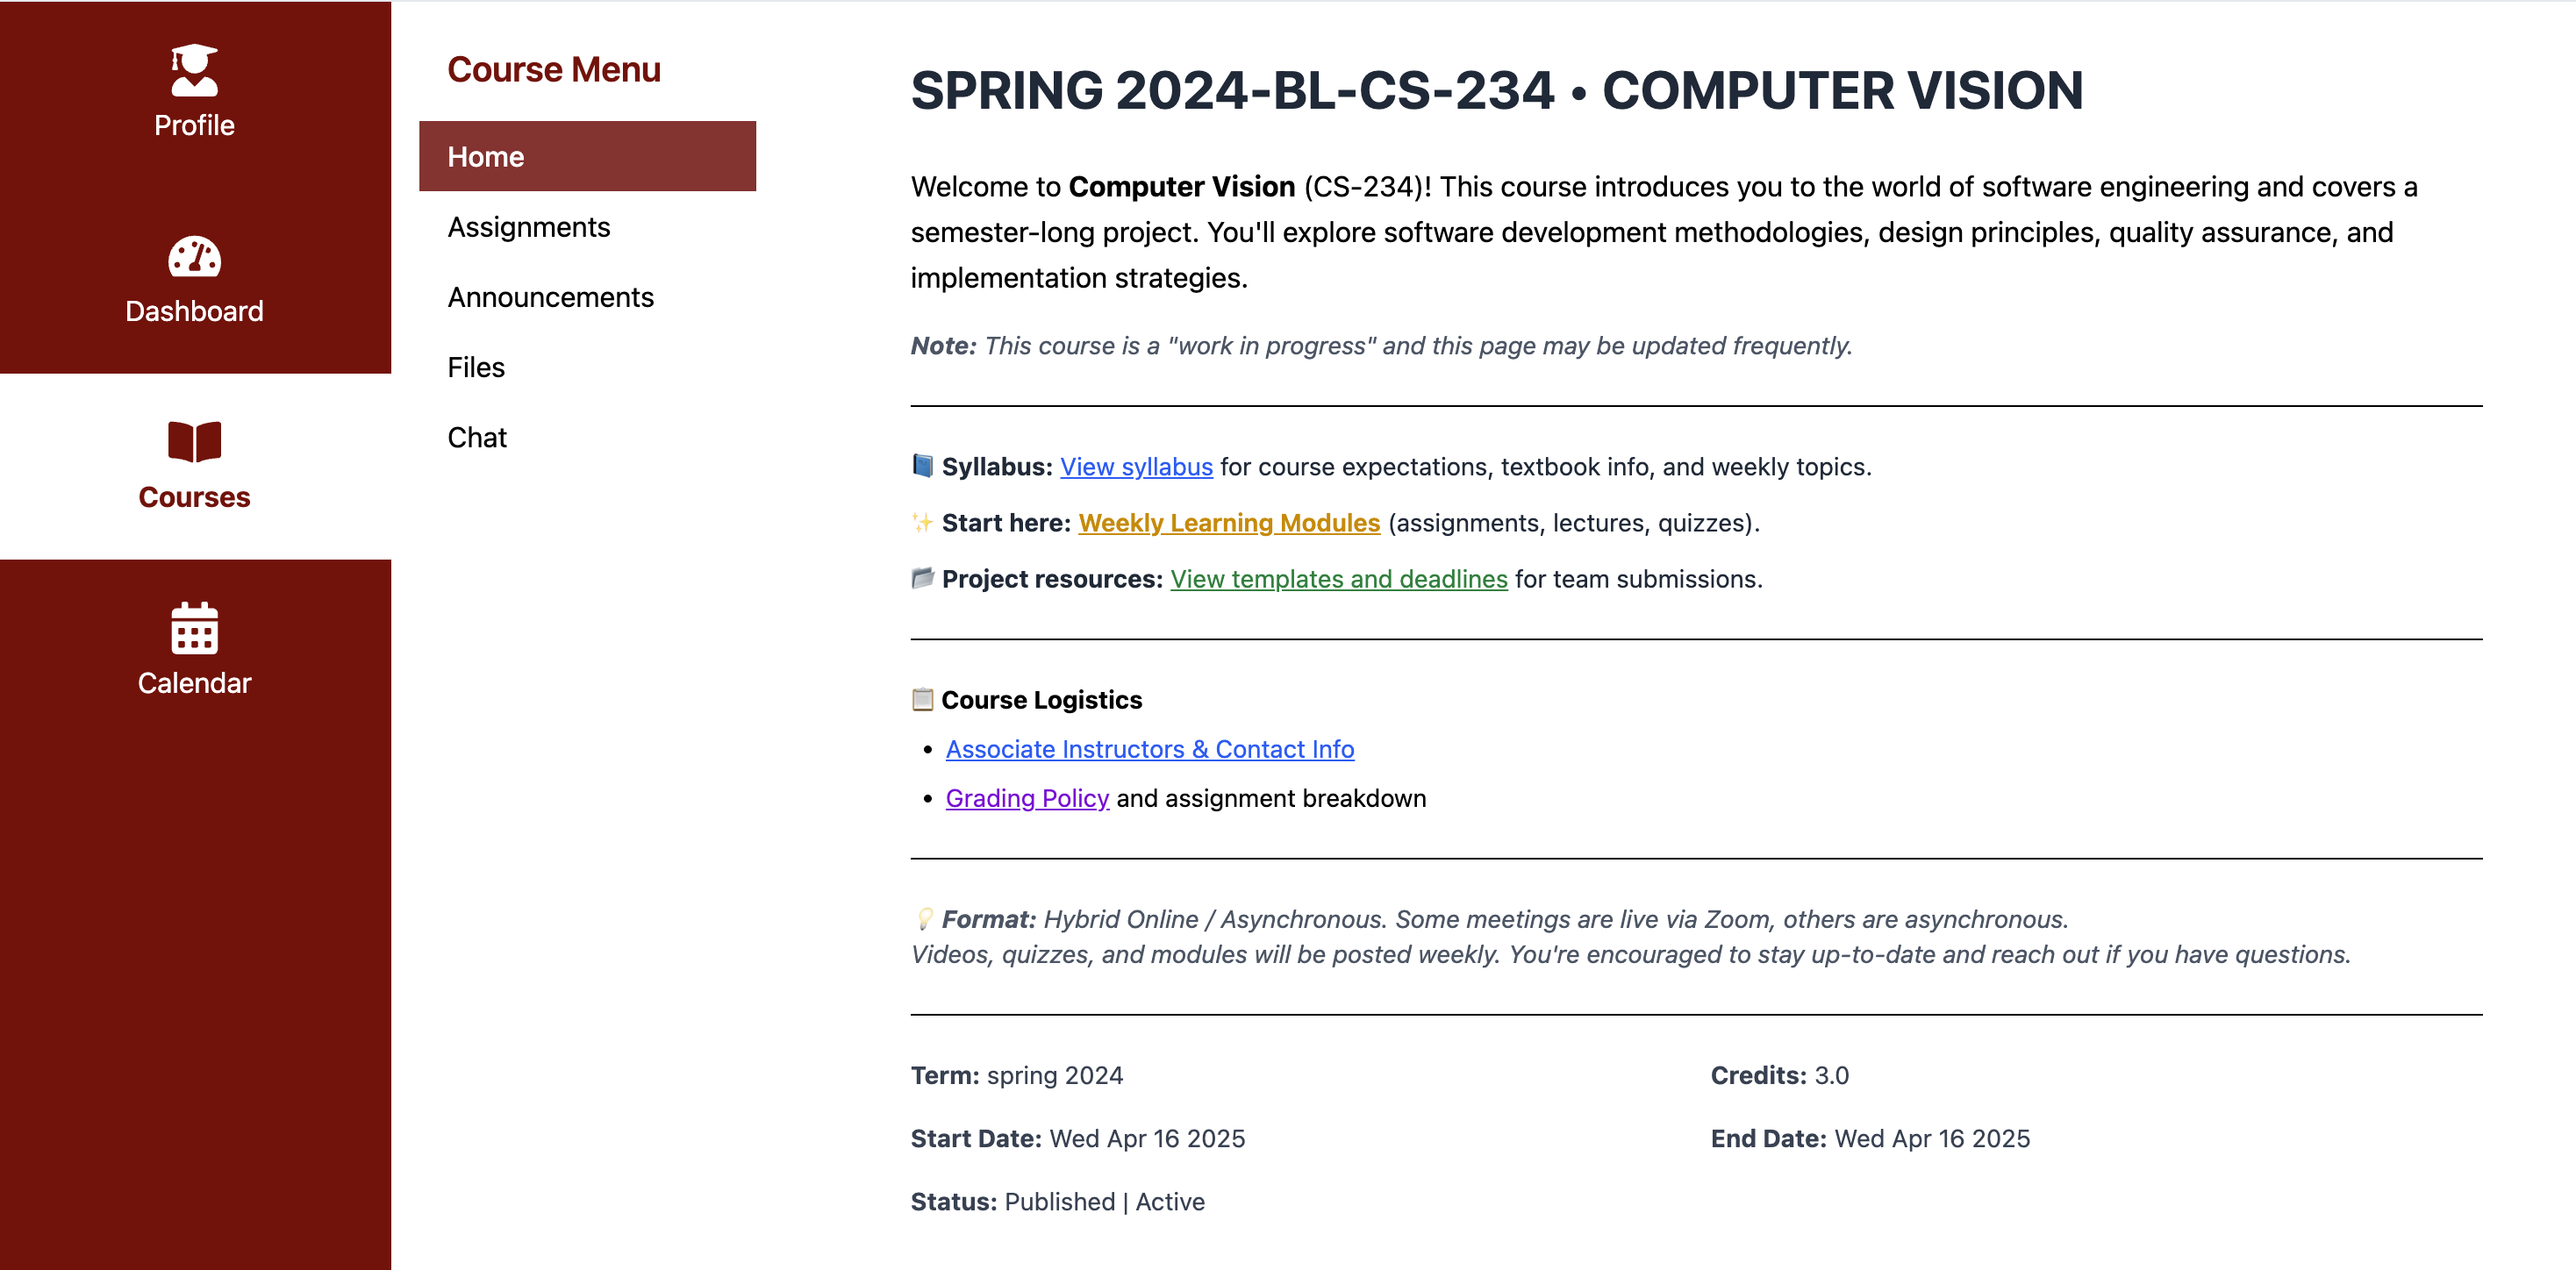 Profile
Dashboard
Courses
Calendar
Course Menu
Home
Assignments
Announcements
Files
Chat
SPRING 2024-BL-CS-234 • COMPUTER VISION
Welcome to Computer Vision (CS-234)! This course introduces you to the world of software engineering and covers a
semester-long project. You'll explore software development methodologies, design principles, quality assurance, and
implementation strategies.
Note: This course is a "work in progress" and this page may be updated frequently.
📘 Syllabus: View syllabus for course expectations, textbook info, and weekly topics.
✨ Start here: Weekly Learning Modules (assignments, lectures, quizzes).
📂 Project resources: View templates and deadlines for team submissions.
📋 Course Logistics
• Associate Instructors & Contact Info
• Grading Policy and assignment breakdown
💡 Format: Hybrid Online / Asynchronous. Some meetings are live via Zoom, others are asynchronous.
Videos, quizzes, and modules will be posted weekly. You're encouraged to stay up-to-date and reach out if you have questions.
Term: spring 2024
Credits: 3.0
Start Date: Wed Apr 16 2025
End Date: Wed Apr 16 2025
Status: Published | Active